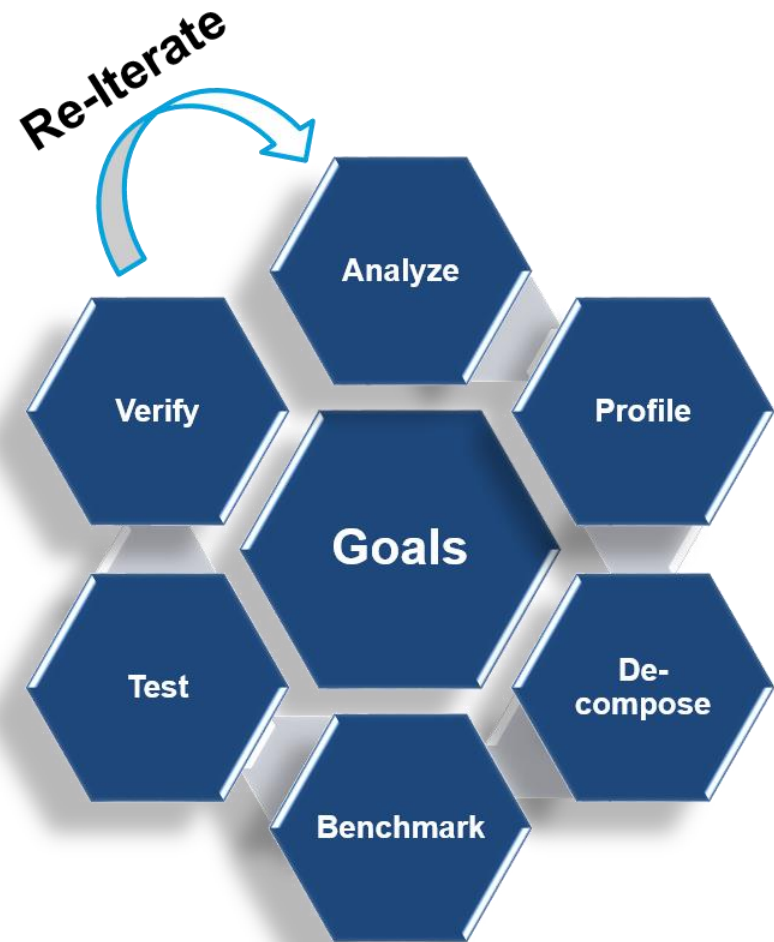 Re-Iterate
Analyze
Profile
De-
compose
Benchmark
Test
Verify
Goals